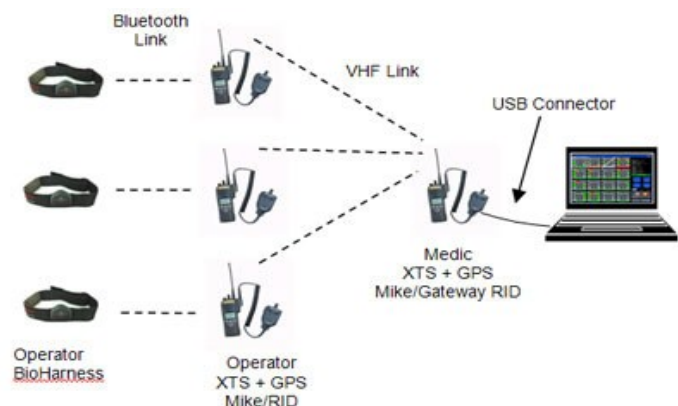 Bluetooth
Link
VHF Link
USB Connector
Medic
XTS + GPS
Mike/Gateway RID
Operator
BioHarness
Operator
XTS + GPS
Mike/RID